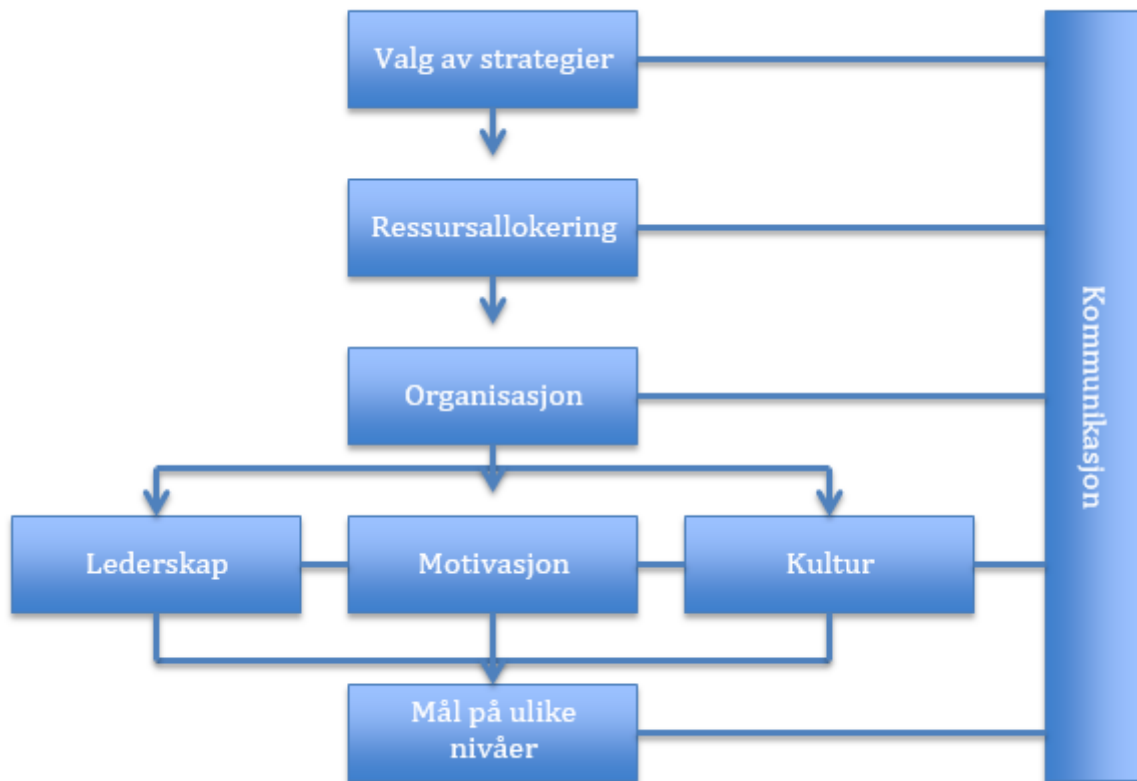 Valg av strategier
Ressursallokering
Organisasjon
Lederskap
Motivasjon
Kultur
Mål på ulike
nivåer
Kommunikasjon